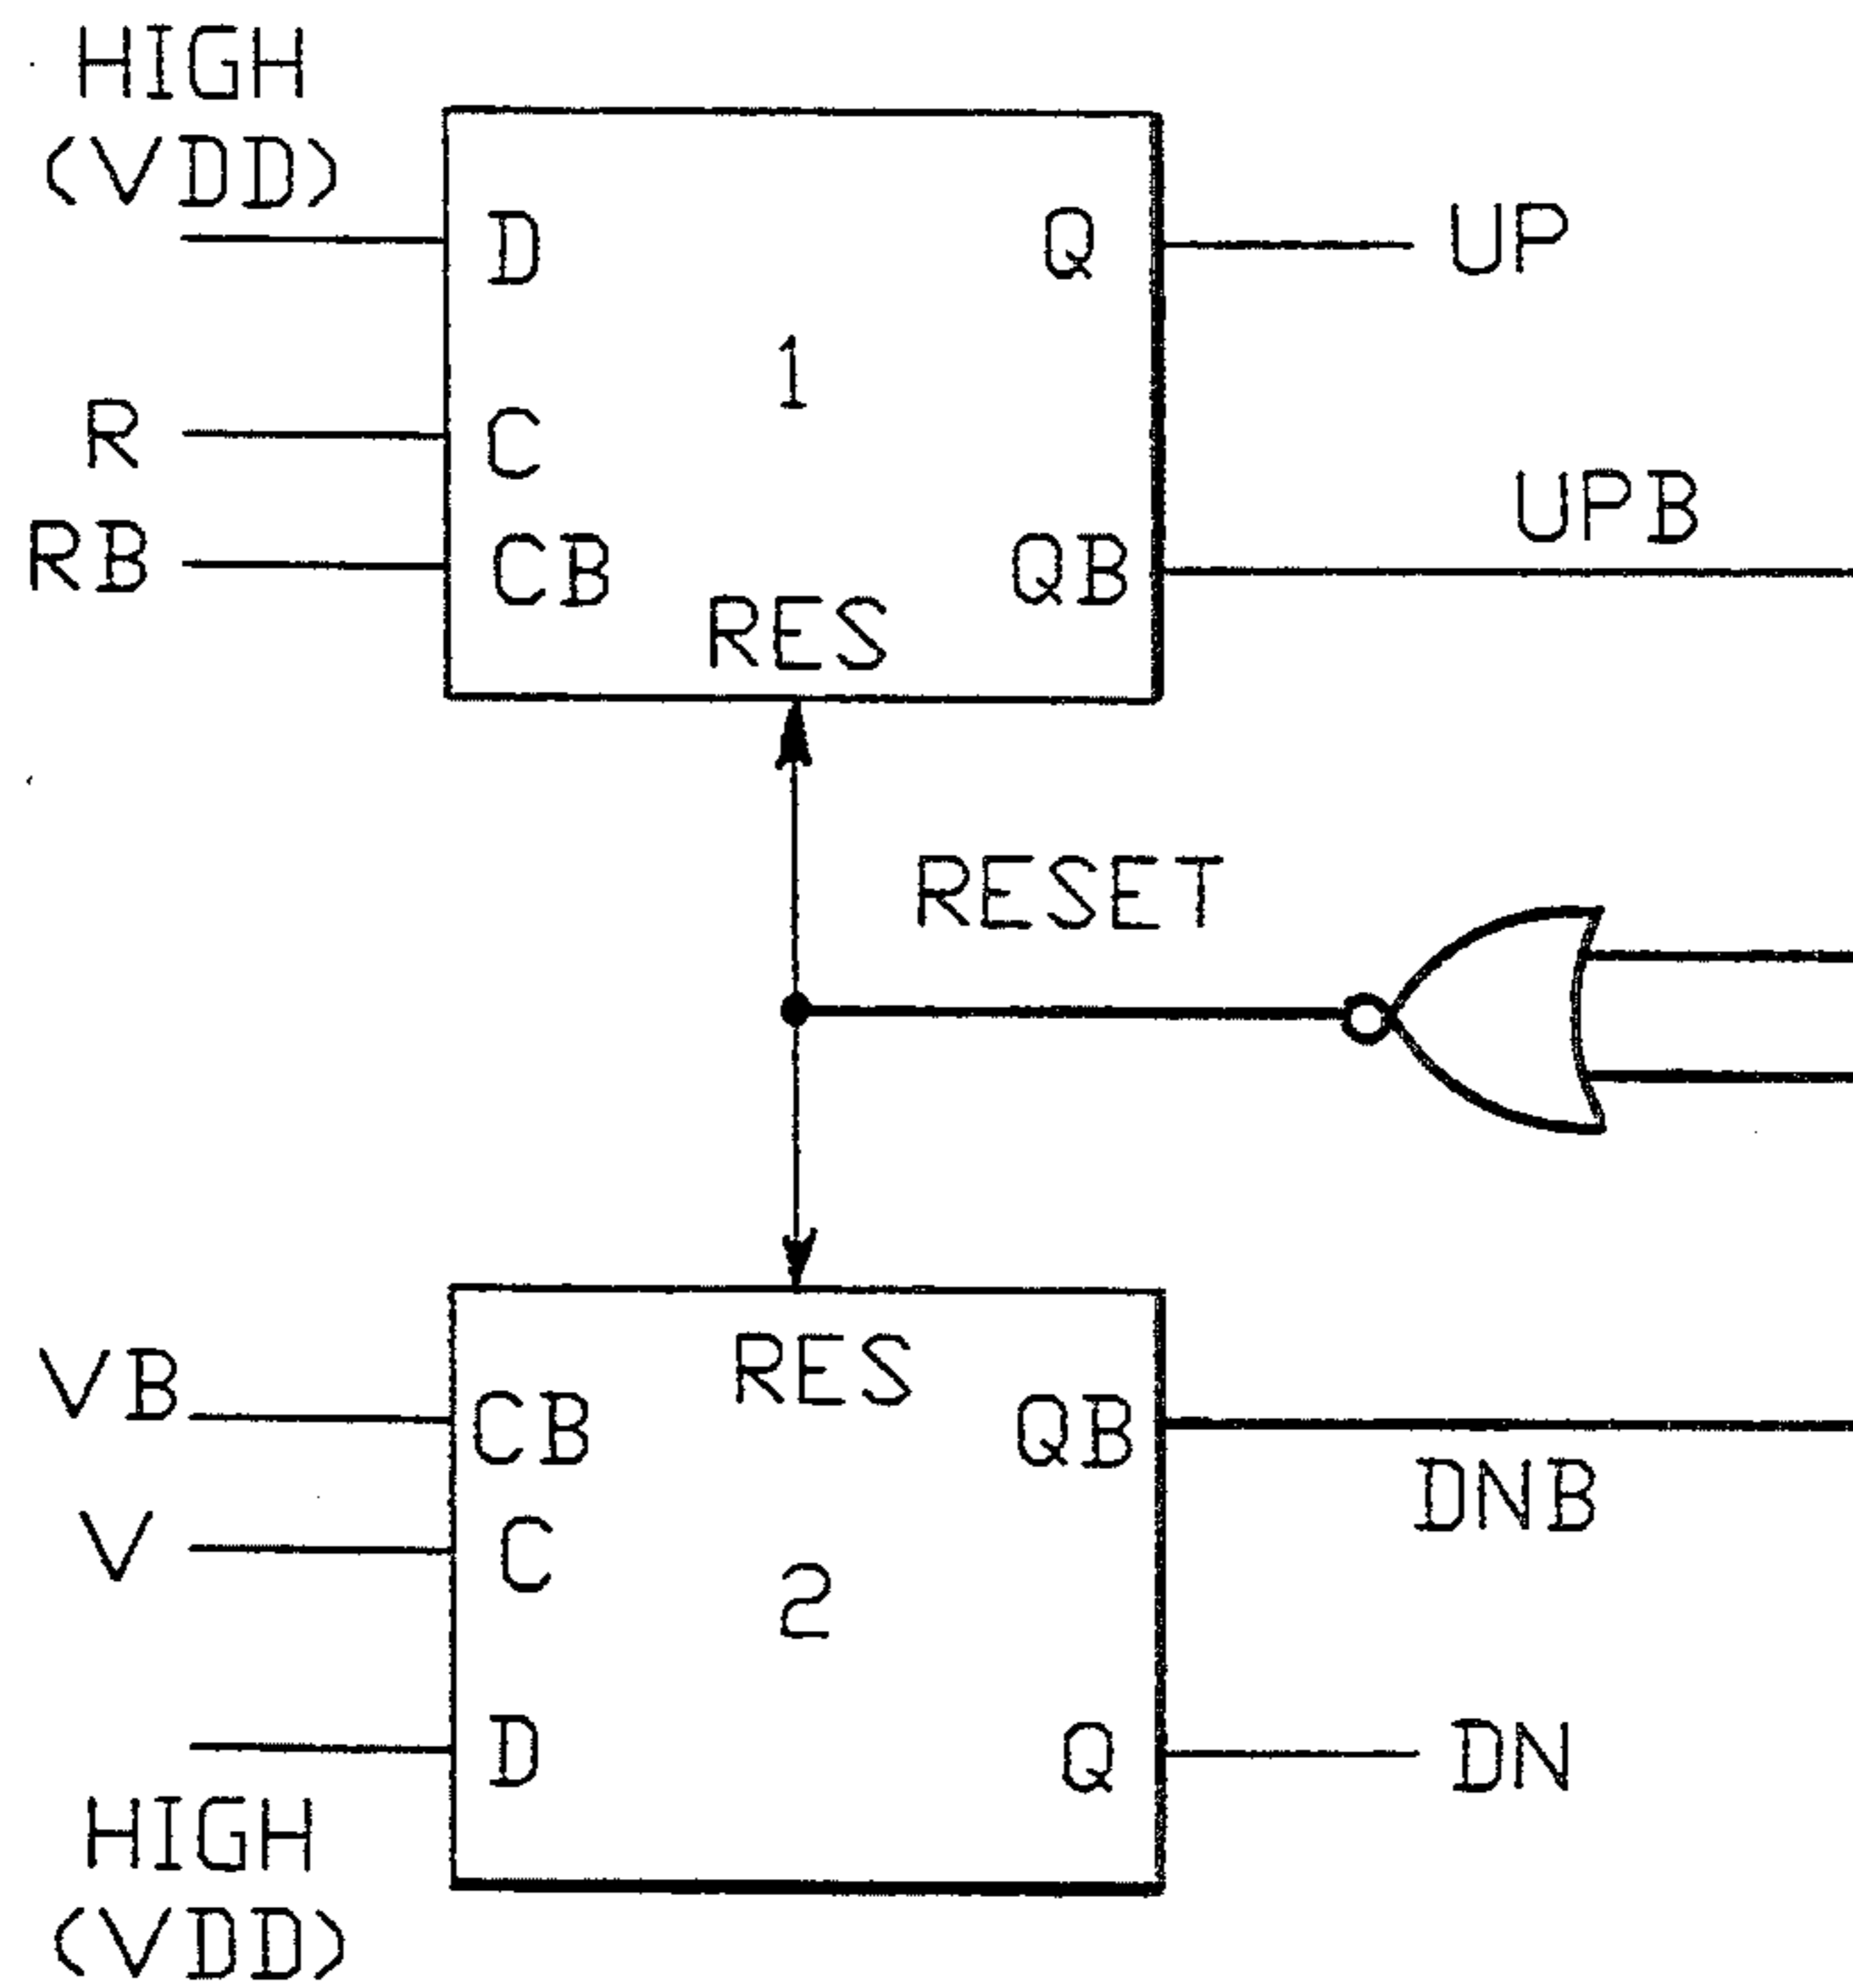 HIGH
(VDD)
D
Q
UP
1
R
C
UPB
RB
CB
QB
RES
RESET
RES
VB
CB
QB
DNB
V
C
2
D
Q
DN
HIGH
(VDD)